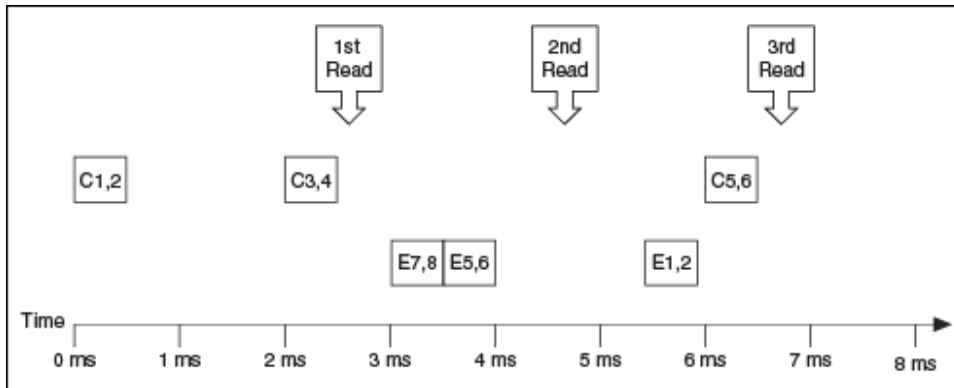 1st
Read
2nd
Read
3rd
Read
C1,2
C3,4
C5,6
E7,8
E5,6
E1,2
Time
0 ms
1 ms
2 ms
3 ms
4 ms
5 ms
6 ms
7 ms
8 ms